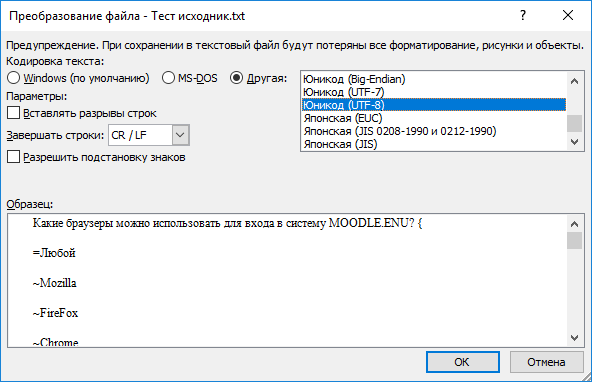 Преобразование файла - Тест исходник.txt
Предупреждение. При сохранении в текстовый файл будут потеряны все форматирование, рисунки и объекты.
Кодировка текста:
Windows (по умолчанию) MS-DOS Другая:
Юникод (Big-Endian)
Юникод (UTF-7)
Юникод (UTF-8)
Японская (EUC)
Японская (JIS 0208-1990 и 0212-1990)
Японская (JIS)
Параметры:
Вставлять разрывы строк
Завершать строки: CR / LF
Разрешить подстановку знаков
Образец:
Какие браузеры можно использовать для входа в систему MOODLE.ENU? {
=Любой
~Mozilla
~FireFox
~Chrome
ОК Отмена